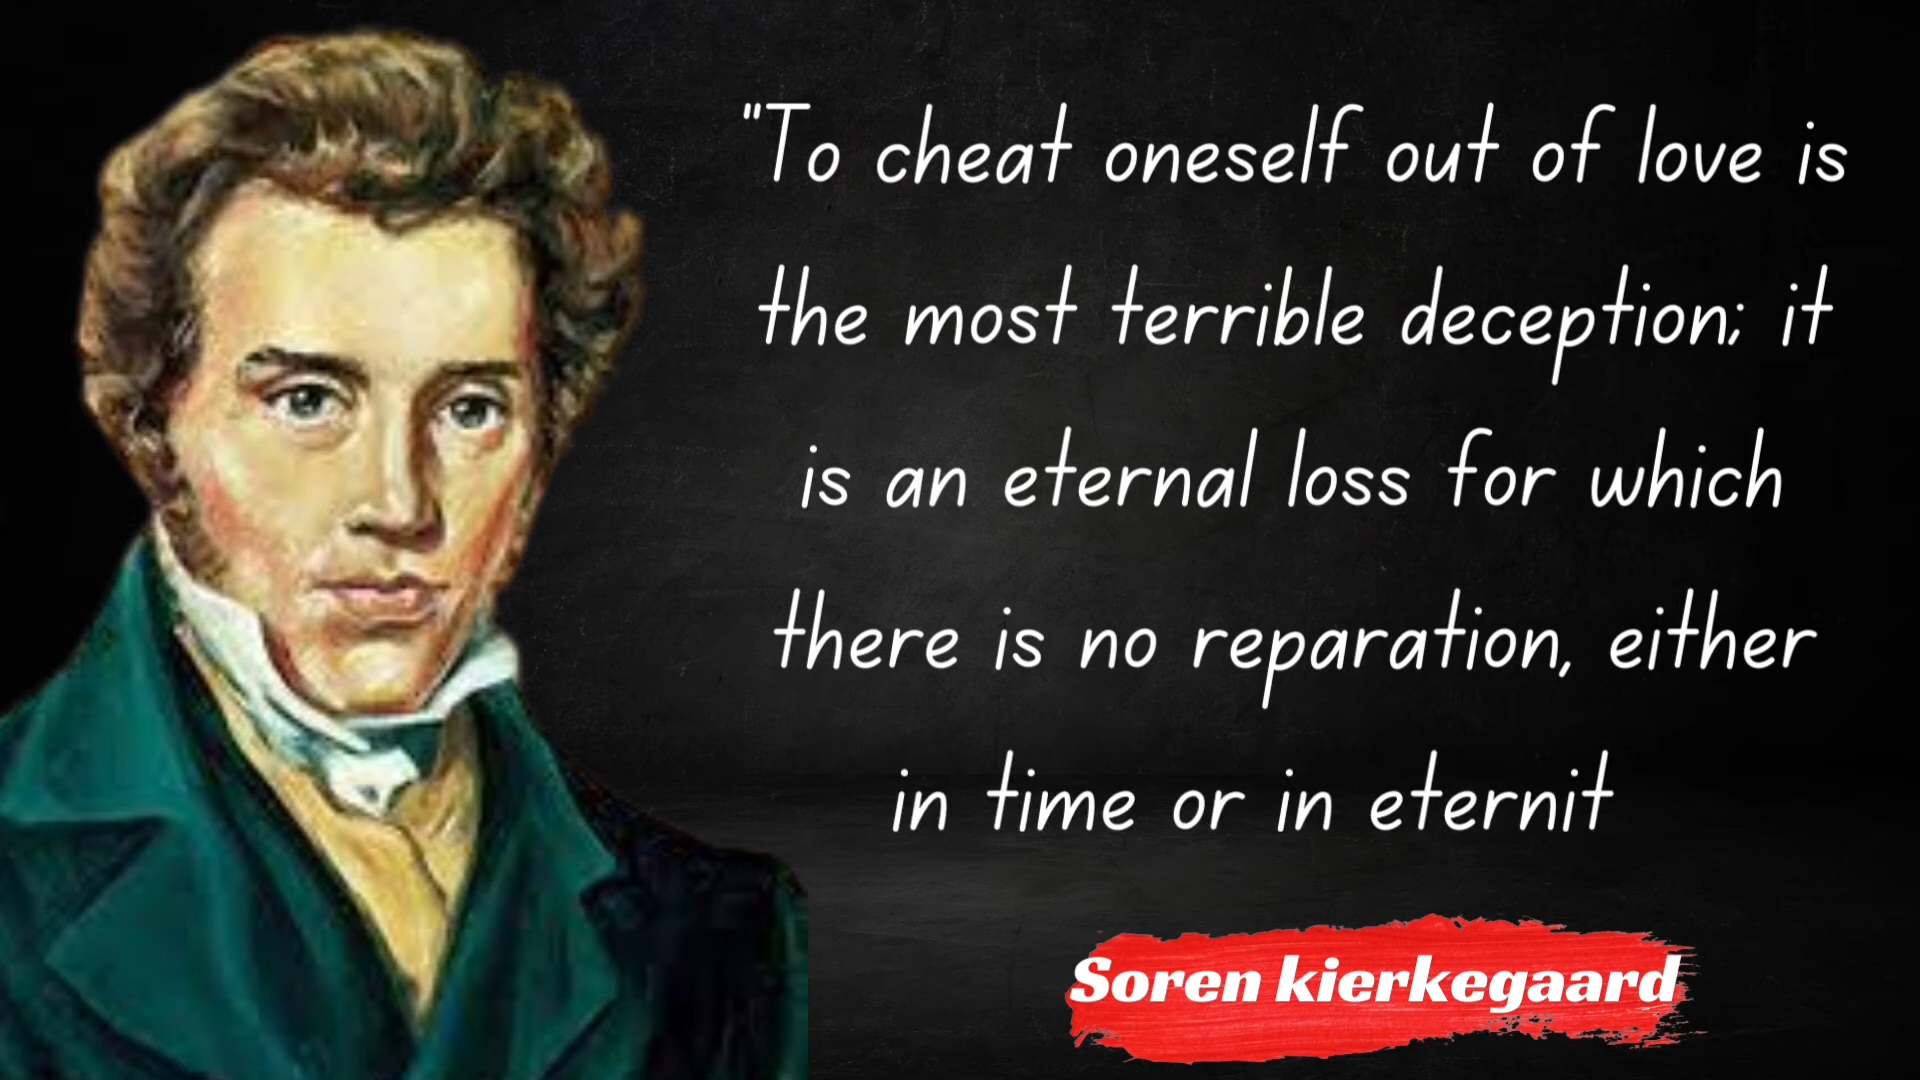 "To cheat oneself out of love is
the most terrible deception; it
is an eternal loss for which
there is no reparation, either
in time or in eternit
Soren kierkegaard